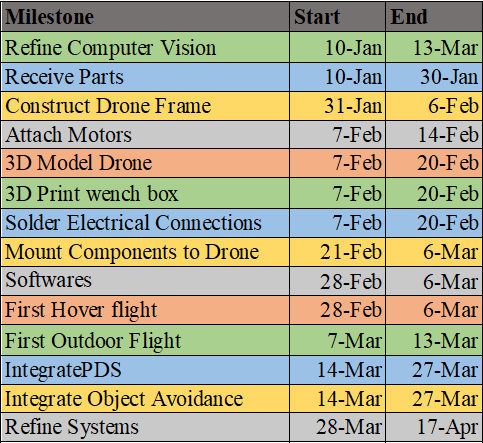 Milestone Start End
Refine Computer Vision 10-Jan 13-Mar
Receive Parts 10-Jan 30-Jan
Construct Drone Frame 31-Jan 6-Feb
Attach Motors 7-Feb 14-Feb
3D Model Drone 7-Feb 20-Feb
3D Print wench box 7-Feb 20-Feb
Solder Electrical Connections 7-Feb 20-Feb
Mount Components to Drone 21-Feb 6-Mar
Softwares 28-Feb 6-Mar
First Hover flight 28-Feb 6-Mar
First Outdoor Flight 7-Mar 13-Mar
IntegratePDS 14-Mar 27-Mar
Integrate Object Avoidance 14-Mar 27-Mar
Refine Systems 28-Mar 17-Apr